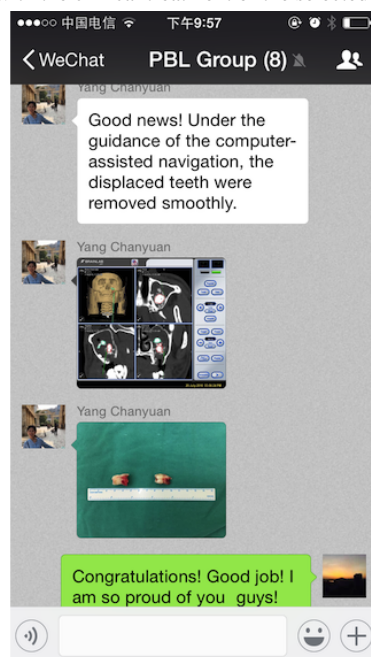 中国电信 下午9:57
WeChat PBL Group (8)
Yang Chanyuan
Good news! Under the
guidance of the computer-
assisted navigation, the
displaced teeth were
removed smoothly.
Yang Chanyuan
Yang Chanyuan
Congratulations! Good job! I
am so proud of you guys!